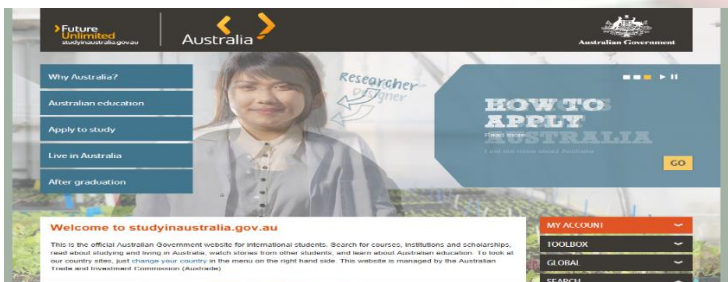 Future
Unlimited
studyinaustralia.gov.au
Australia
Australian Government
Why Australia?
Australian education
Apply to study
Live in Australia
After graduation
Researcher
Designer
HOW TO
APPLY
Read more
AUSTRALIA
GO
Welcome to studyinaustralia.gov.au
This is the official Australian Government website for international students. Search for courses, institutions and scholarships,
read about studying and living in Australia, watch stories from other students, and learn about Australian education. To look at
our country sites, just change your country in the menu on the right hand side. This website is managed by the Australian
Trade and Investment Commission (Austrade).
MY ACCOUNT
TOOLBOX
GLOBAL
SEARCH